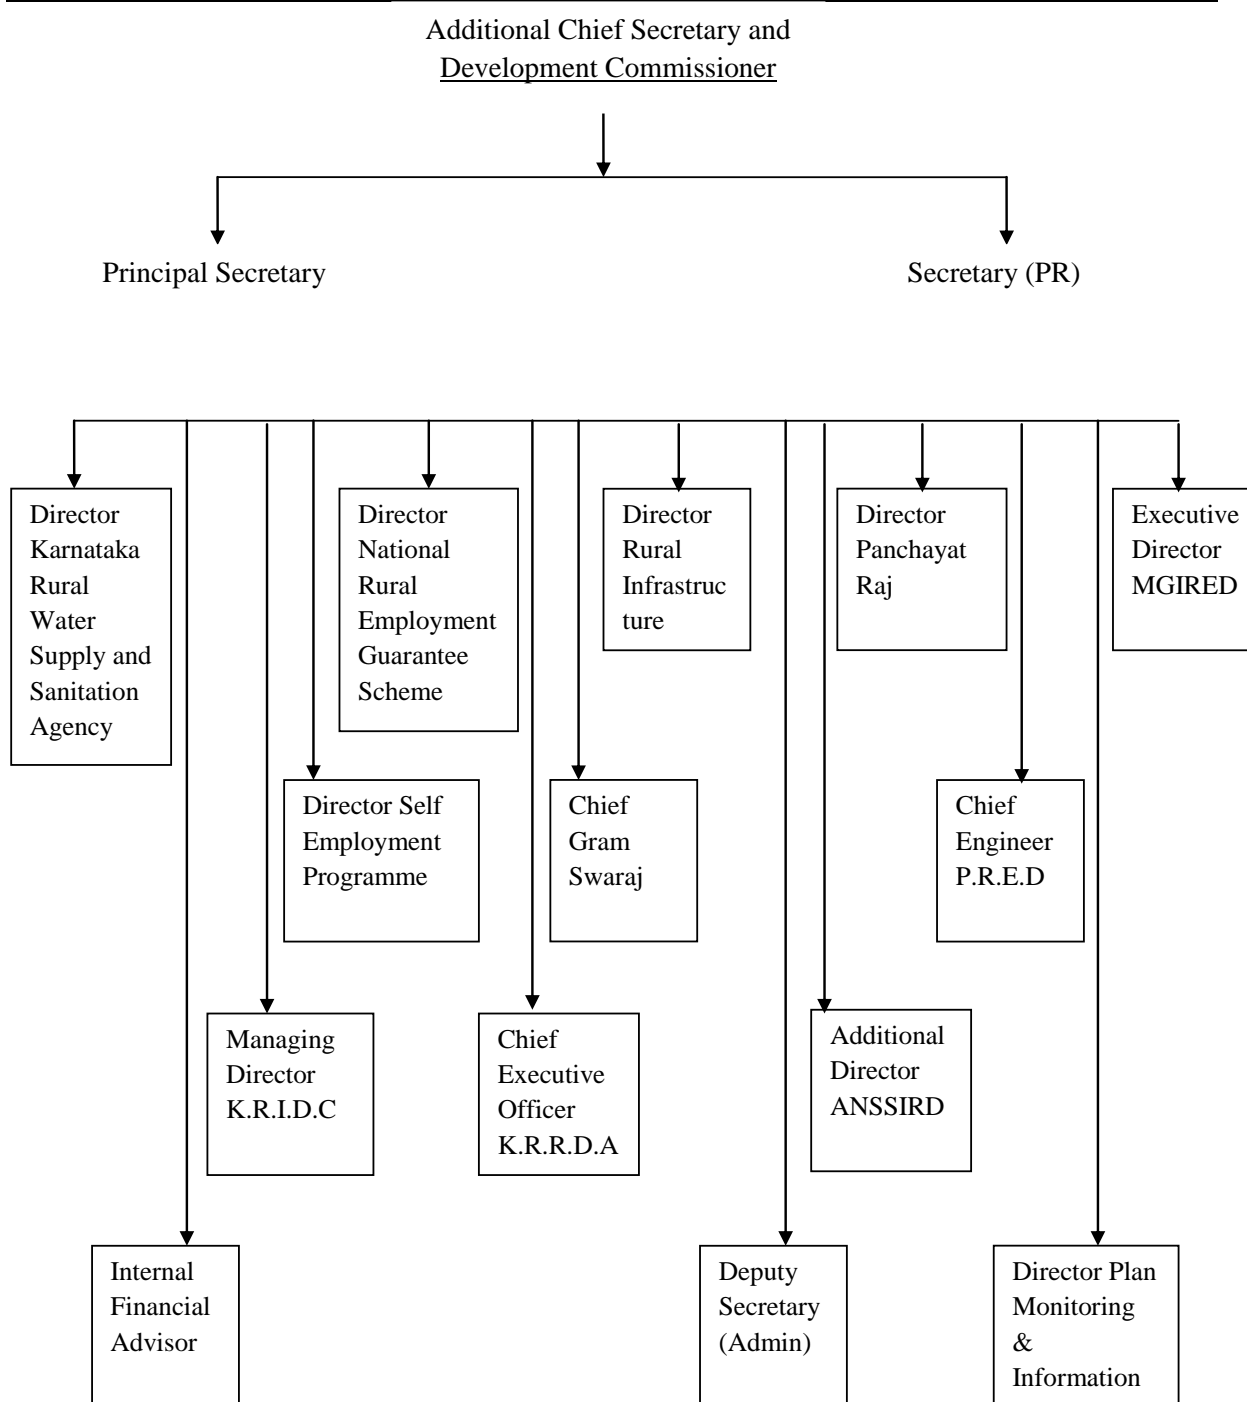 Additional Chief Secretary and
Development Commissioner
Principal Secretary
Secretary (PR)
Director
Karnataka
Rural
Water
Supply and
Sanitation
Agency
Director
National
Rural
Employment
Guarantee
Scheme
Director
Rural
Infrastruc
ture
Director
Panchayat
Raj
Executive
Director
MGIRED
Director Self
Employment
Programme
Chief
Gram
Swaraj
Chief
Engineer
P.R.E.D
Managing
Director
K.R.I.D.C
Chief
Executive
Officer
K.R.R.D.A
Additional
Director
ANSSIRD
Internal
Financial
Advisor
Deputy
Secretary
(Admin)
Director Plan
Monitoring
&
Information